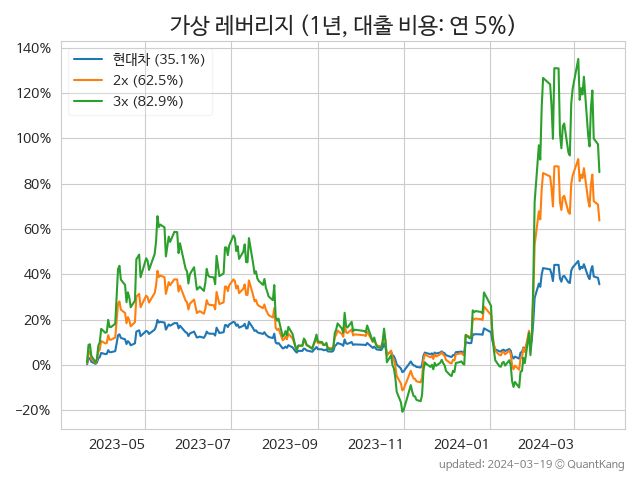 가상 레버리지 (1년, 대출 비용: 연 5%)
140%
120%
100%
80%
60%
40%
20%
0%
−20%
현대차 (35.1%)
2x (62.5%)
3x (82.9%)
2023-05 2023-07 2023-09 2023-11 2024-01 2024-03
updated: 2024-03-19 © QuantKang